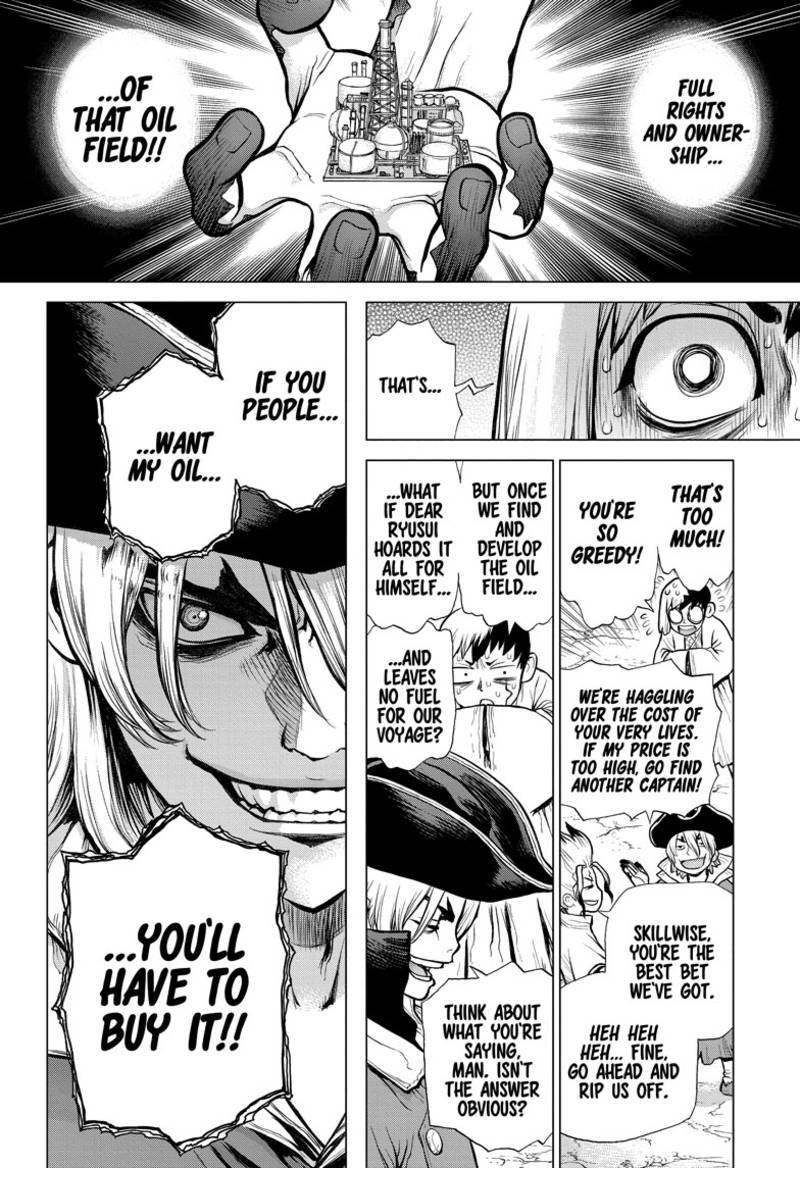 FULL
RIGHTS
AND OWNER-
SHIP...
...OF
THAT OIL
FIELD!!
THAT'S...
THAT'S
TOO
MUCH!
YOU'RE
SO
GREEDY!
WE'RE HAGGLING
OVER THE COST OF
YOUR VERY LIVES.
IF MY PRICE IS
TOO HIGH, GO FIND
ANOTHER CAPTAIN!
SKILLWISE,
YOU'RE THE
BEST BET
WE'VE GOT.
HEH HEH
HEH... FINE,
GO AHEAD AND
RIP US OFF.
BUT ONCE
WE FIND
AND
DEVELOP
THE OIL
FIELD...
...WHAT
IF DEAR
RYUSUI
HOARDS IT
ALL FOR
HIMSELF...
...AND
LEAVES
NO FUEL
FOR OUR
VOYAGE?
THINK ABOUT
WHAT YOU'RE
SAYING,
MAN. ISN'T
THE ANSWER
OBVIOUS?
IF YOU
PEOPLE...
...WANT
MY OIL...
...YOU'LL
HAVE TO
BUY IT!!